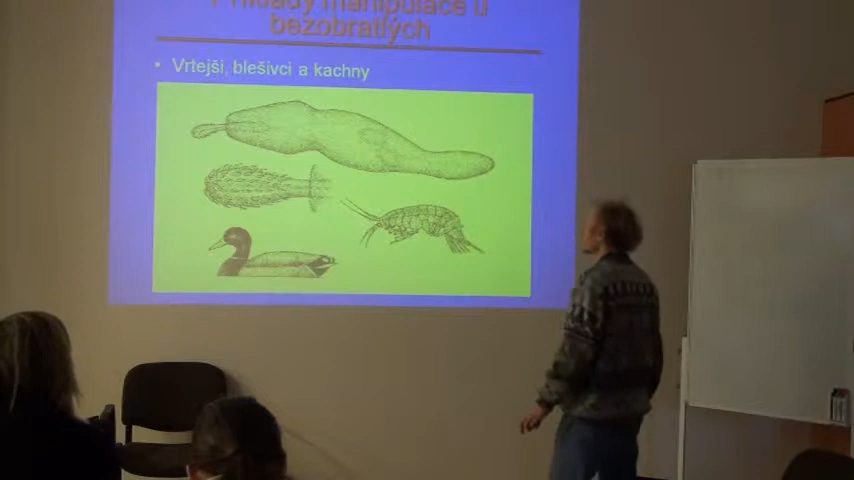 Příklady manipulace u
bezobratlých
• Vrtejši, blešivci a kachny